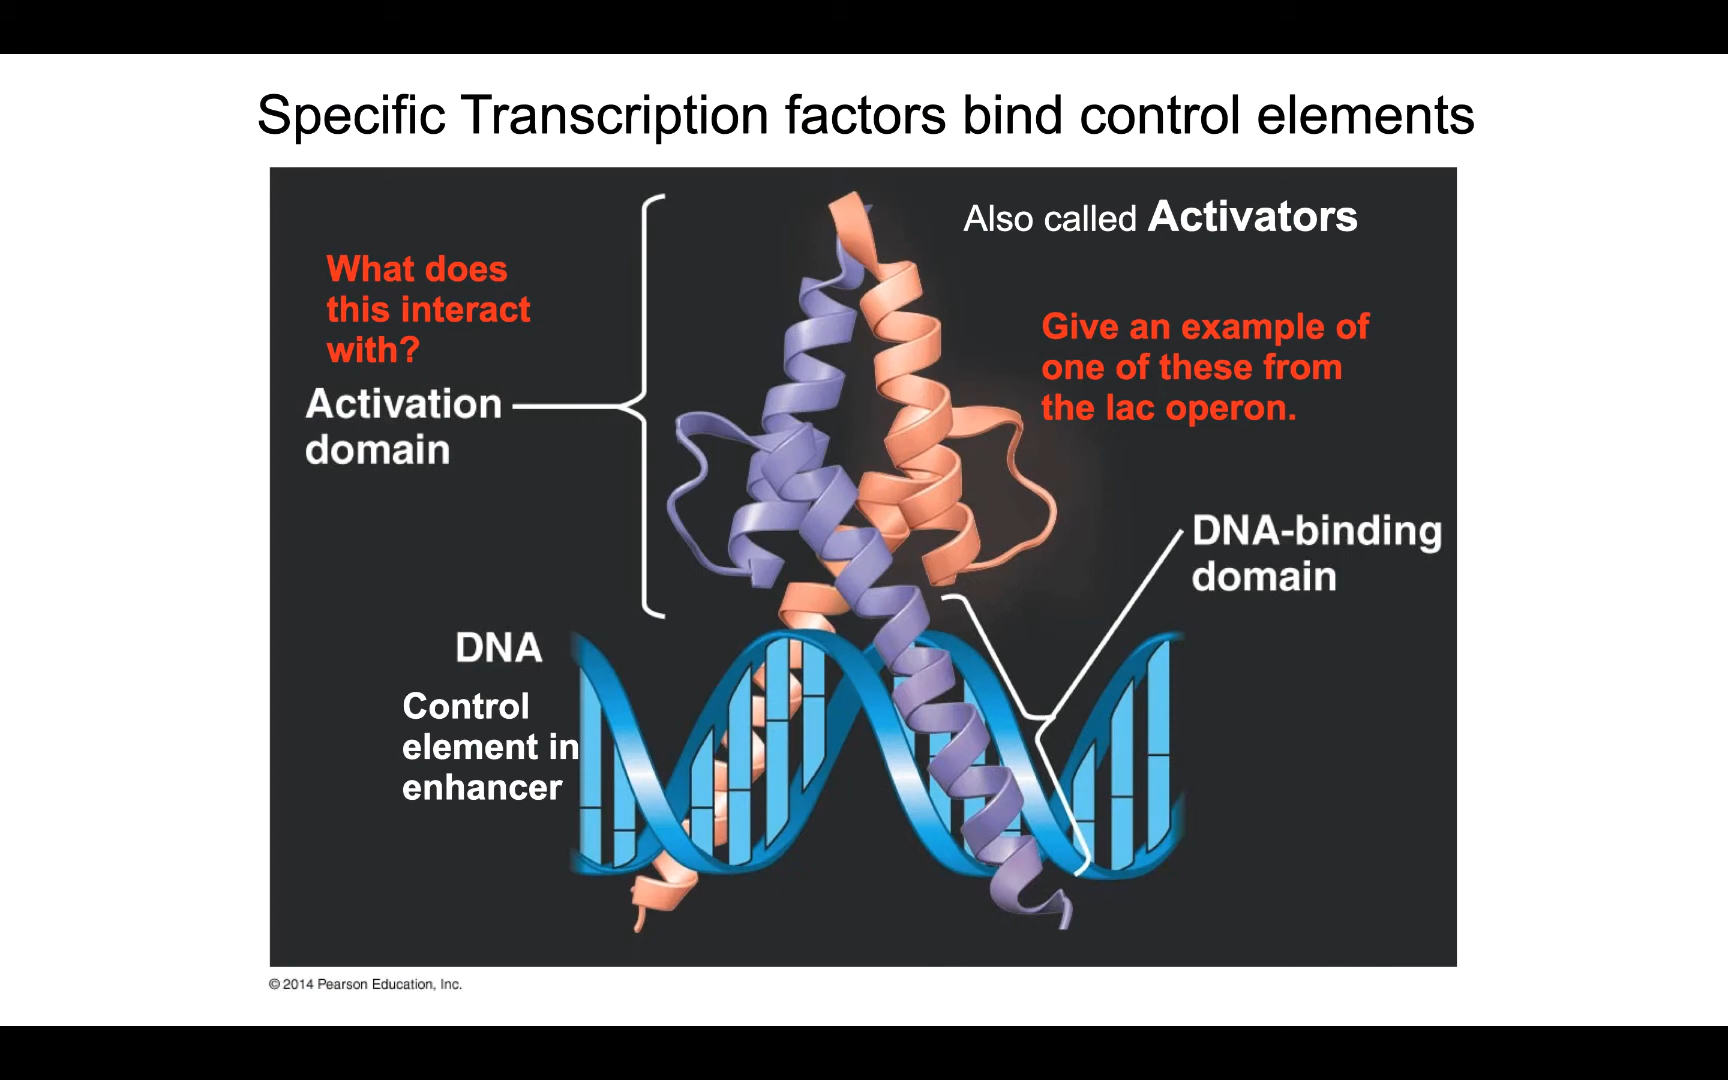 Specific Transcription factors bind control elements
Also called Activators
What does
this interact
with?
Activation
domain
Give an example of
one of these from
the lac operon.
DNA-binding
domain
DNA
Control
element in
enhancer
© 2014 Pearson Education, Inc.